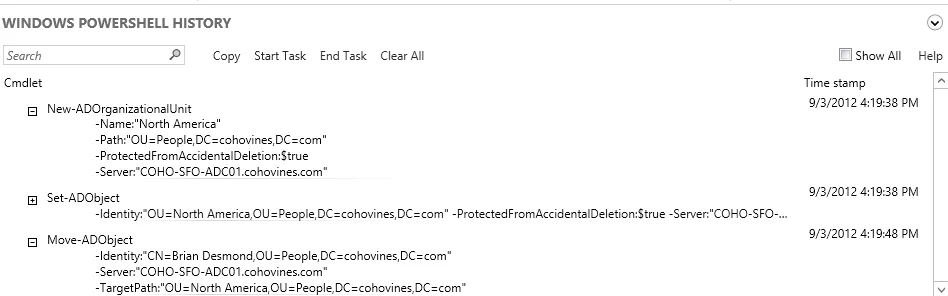 WINDOWS POWERSHELL HISTORY
Search Copy Start Task End Task Clear All Show All Help
Cmdlet Time stamp
New-ADOrganizationalUnit 9/3/2012 4:19:38 PM
-Name:"North America"
-Path:"OU=People,DC=cohovines,DC=com"
-ProtectedFromAccidentalDeletion:$true
-Server:"COHO-SFO-ADC01.cohovines.com"
Set-ADObject 9/3/2012 4:19:38 PM
-Identity:"OU=North America,OU=People,DC=cohovines,DC=com" -ProtectedFromAccidentalDeletion:$true -Server:"COHO-SFO-...
Move-ADObject 9/3/2012 4:19:48 PM
-Identity:"CN=Brian Desmond,OU=People,DC=cohovines,DC=com"
-Server:"COHO-SFO-ADC01.cohovines.com"
-TargetPath:"OU=North America,OU=People,DC=cohovines,DC=com"